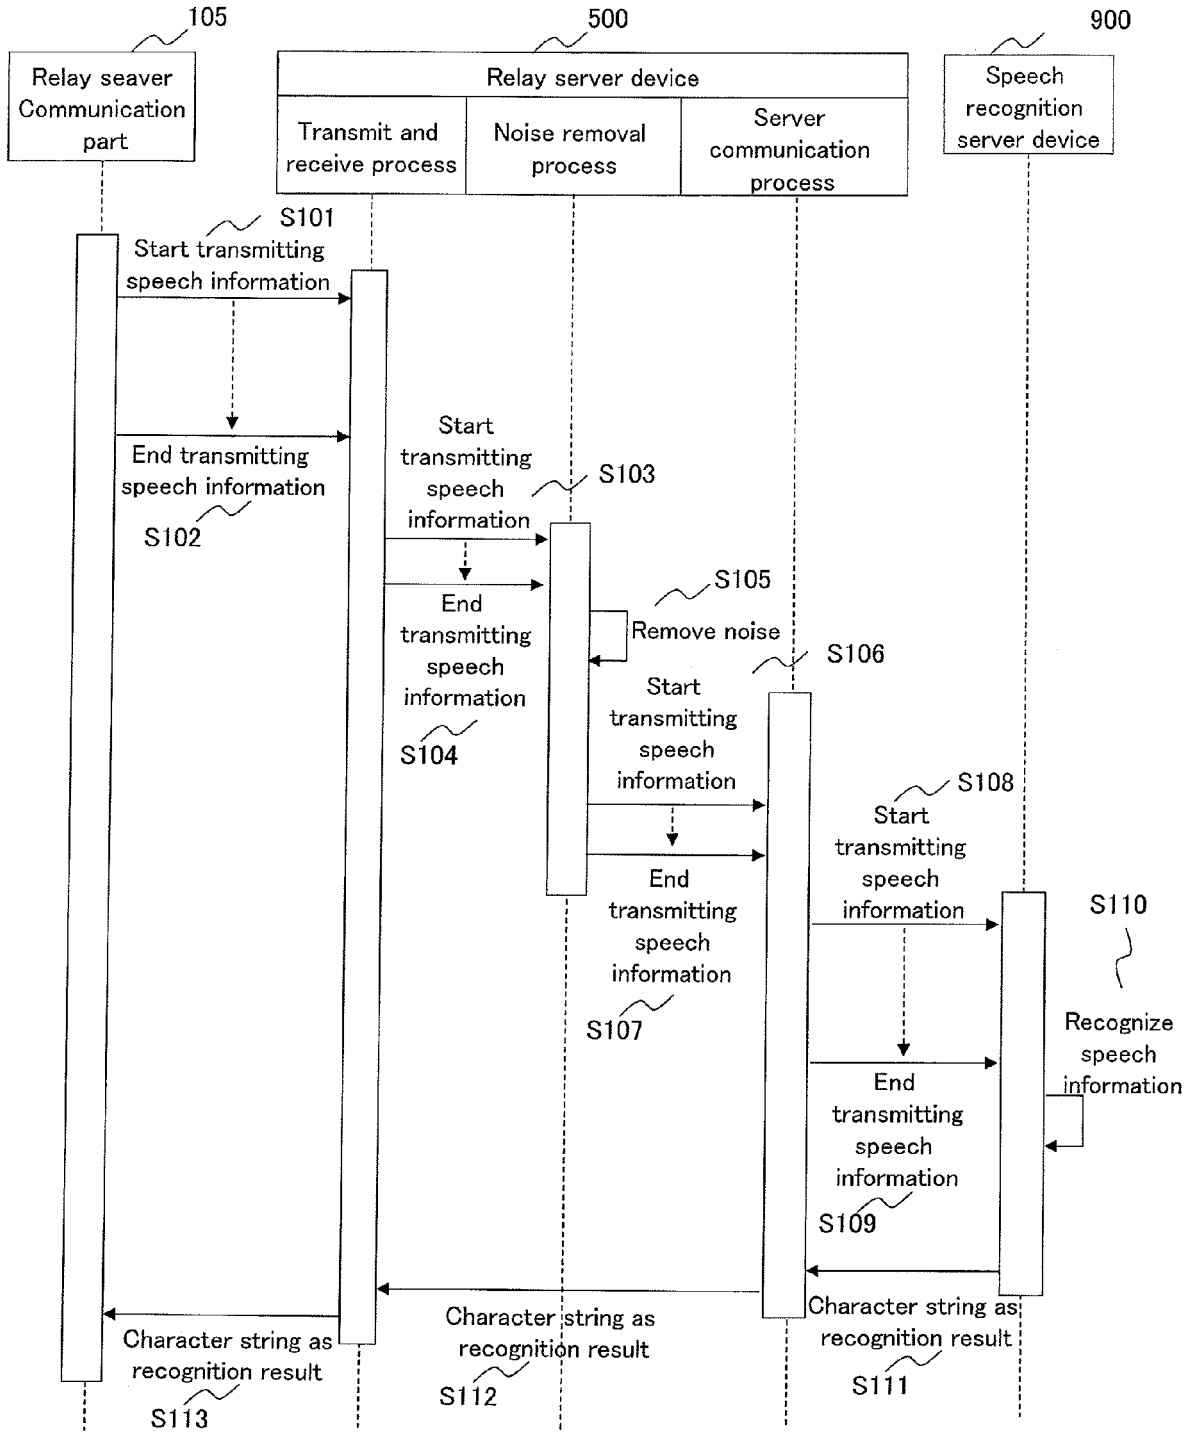 105
500
900
Relay seaver
Communication
part
Relay server device
Transmit and
receive process
Noise removal
process
Server
communication
process
Speech
recognition
server device
S101
Start transmitting
speech information
End transmitting
speech information
S102
Start
transmitting
speech
information
S103
End
transmitting
speech
information
S104
S105
Remove noise
S106
Start
transmitting
speech
information
End
transmitting
speech
information
S107
S108
Start
transmitting
speech
information
S110
Recognize
speech
information
End
transmitting
speech
information
S109
Character string as
recognition result
S111
Character string as
recognition result
S112
Character string as
recognition result
S113